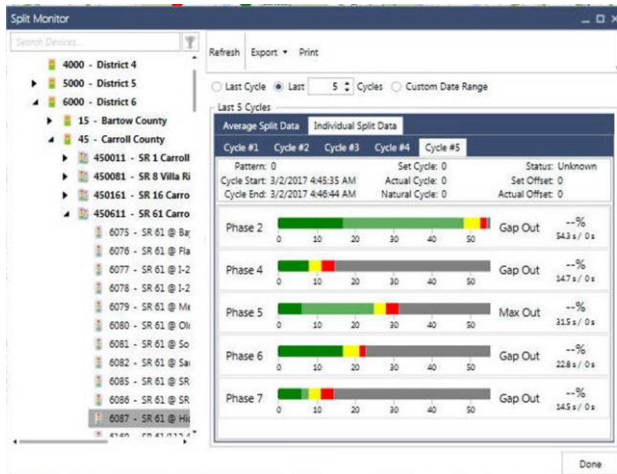 Split Monitor
Search Devices...
4000 - District 4
5000 - District 5
6000 - District 6
15 - Bartow County
45 - Carroll County
450011 - SR 1 Carroll
450081 - SR 8 Villa Ri
450161 - SR 16 Carro
450611 - SR 61 Carro
6075 - SR 61 @ Ba
6076 - SR 61 @ Fla
6077 - SR 61 @ I-2
6078 - SR 61 @ I-2
6079 - SR 61 @ Me
6080 - SR 61 @ Ol
6081 - SR 61 @ So
6082 - SR 61 @ Sa
6085 - SR 61 @ SR
6086 - SR 61 @ SR
6087 - SR 61 @ Hi
Refresh Export Print
Last Cycle Last 5 Cycles Custom Date Range
Last 5 Cycles
Average Split Data Individual Split Data
Cycle #1 Cycle #2 Cycle #3 Cycle #4 Cycle #5
Pattern: 0 Set Cycle: 0 Status: Unknown
Cycle Start: 3/2/2017 4:45:35 AM Actual Cycle: 0 Set Offset: 0
Cycle End: 3/2/2017 4:46:44 AM Natural Cycle: 0 Actual Offset: 0
Phase 2 Gap Out --%
0 10 20 30 40 50 54.3 s / 0 s
Phase 4 Gap Out --%
0 10 20 30 40 50 14.7 s / 0 s
Phase 5 Max Out --%
0 10 20 30 40 50 31.5 s / 0 s
Phase 6 Gap Out --%
0 10 20 30 40 50 22.8 s / 0 s
Phase 7 Gap Out --%
0 10 20 30 40 50 14.5 s / 0 s
Done